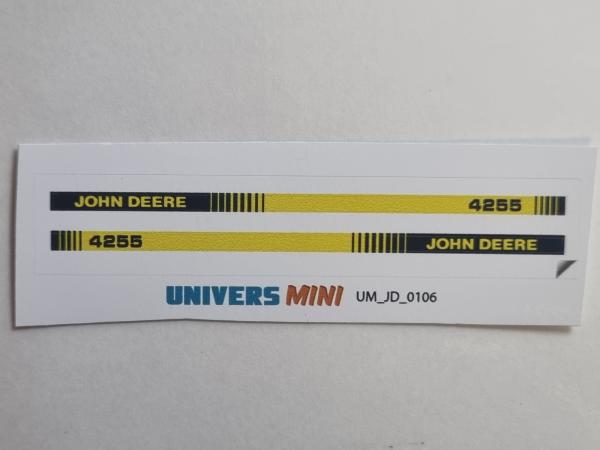 JOHN DEERE 4255
4255 JOHN DEERE
UNIVERS MINI UM_JD_0106